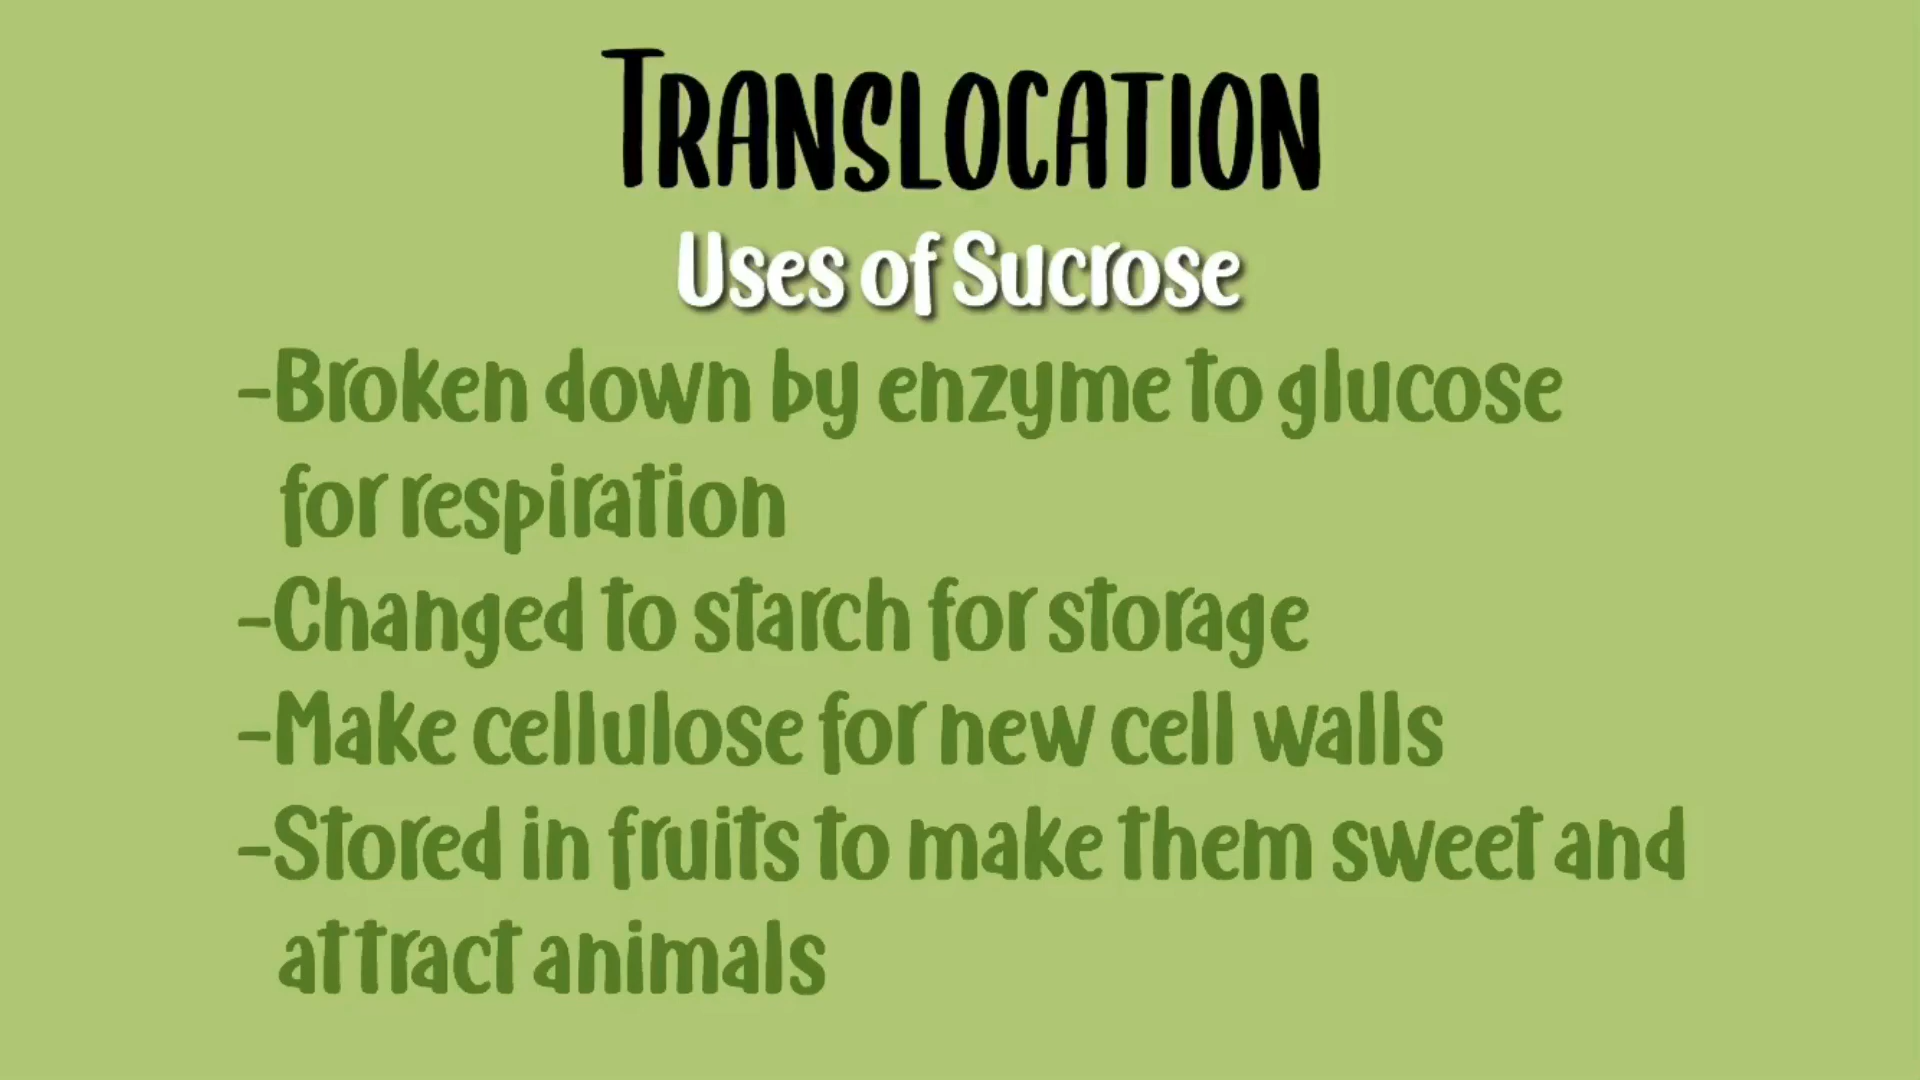 TRANSLOCATION
Uses of Sucrose
-Broken down by enzyme to glucose
for respiration
-Changed to starch for storage
-Make cellulose for new cell walls
-Stored in fruits to make them sweet and
attract animals